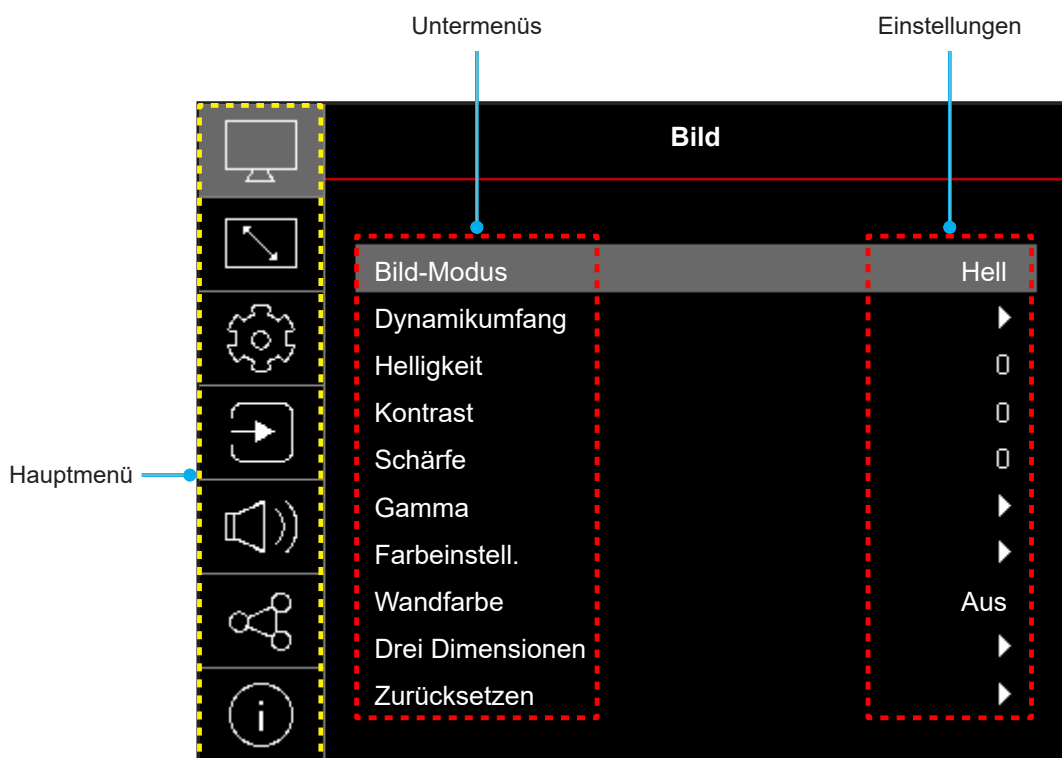 Untermenüs
Einstellungen
Bild
Bild-Modus Hell
Dynamikumfang
Helligkeit 0
Kontrast 0
Schärfe 0
Gamma
Farbeinstell.
Wandfarbe Aus
Drei Dimensionen
Zurücksetzen
Hauptmenü
i